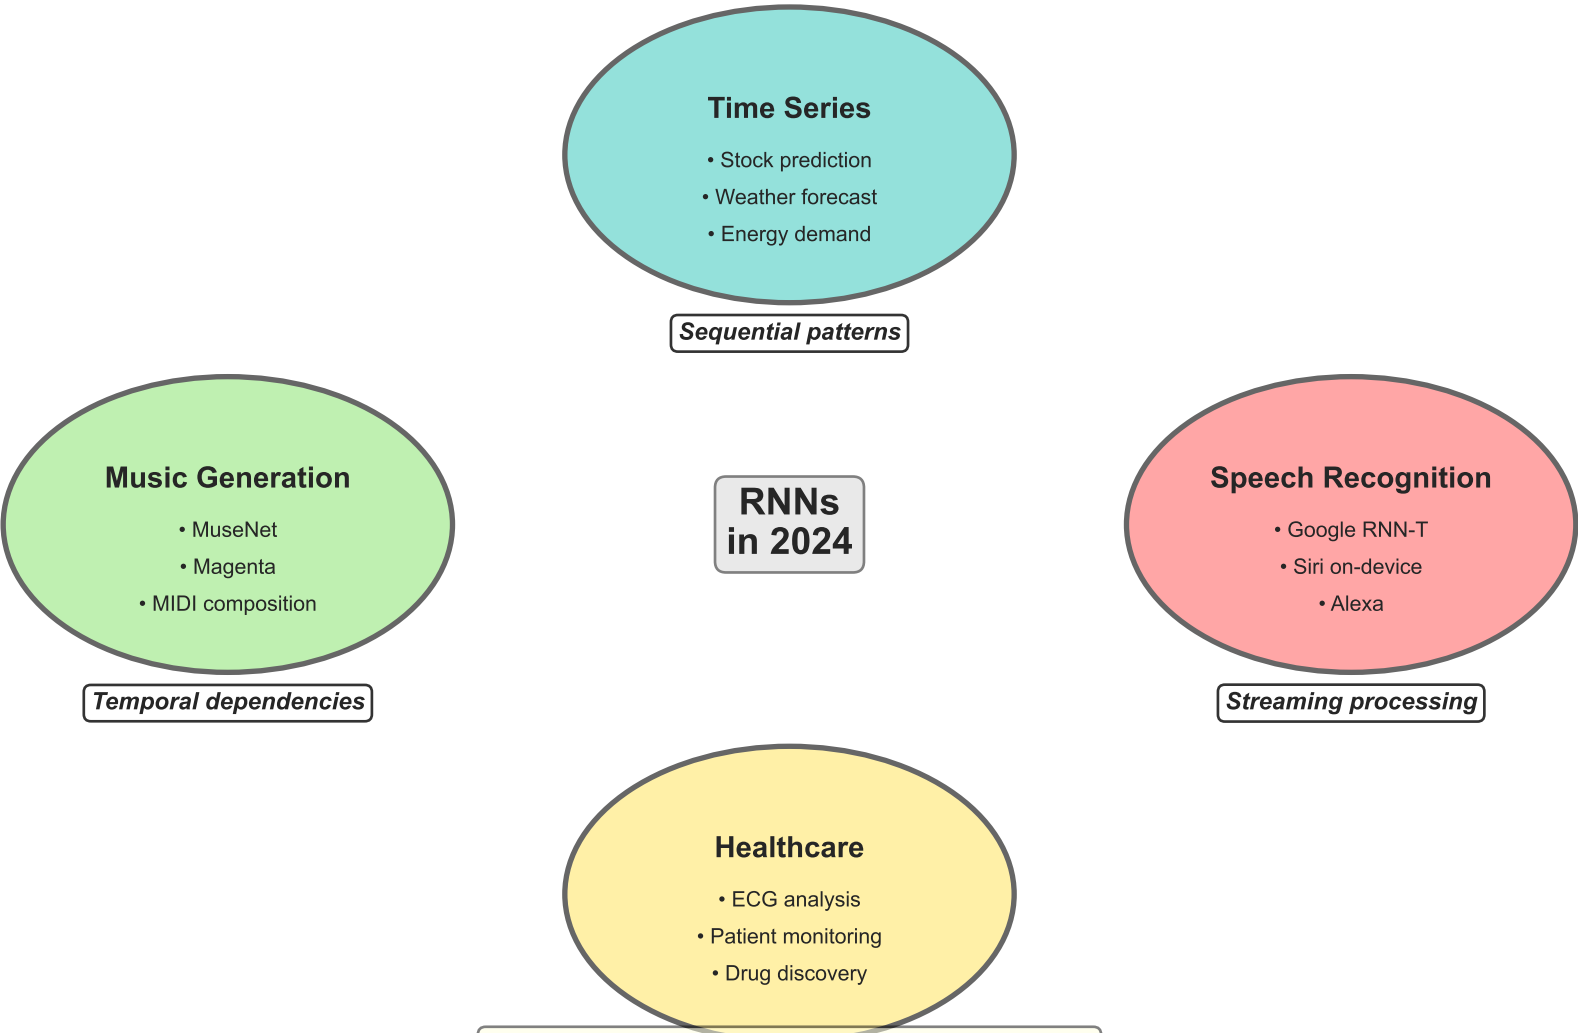 Time Series
• Stock prediction
• Weather forecast
• Energy demand
Sequential patterns
Music Generation
• MuseNet
• Magenta
• MIDI composition
Temporal dependencies
RNNs
in 2024
Speech Recognition
• Google RNN-T
• Siri on-device
• Alexa
Streaming processing
Healthcare
• ECG analysis
• Patient monitoring
• Drug discovery